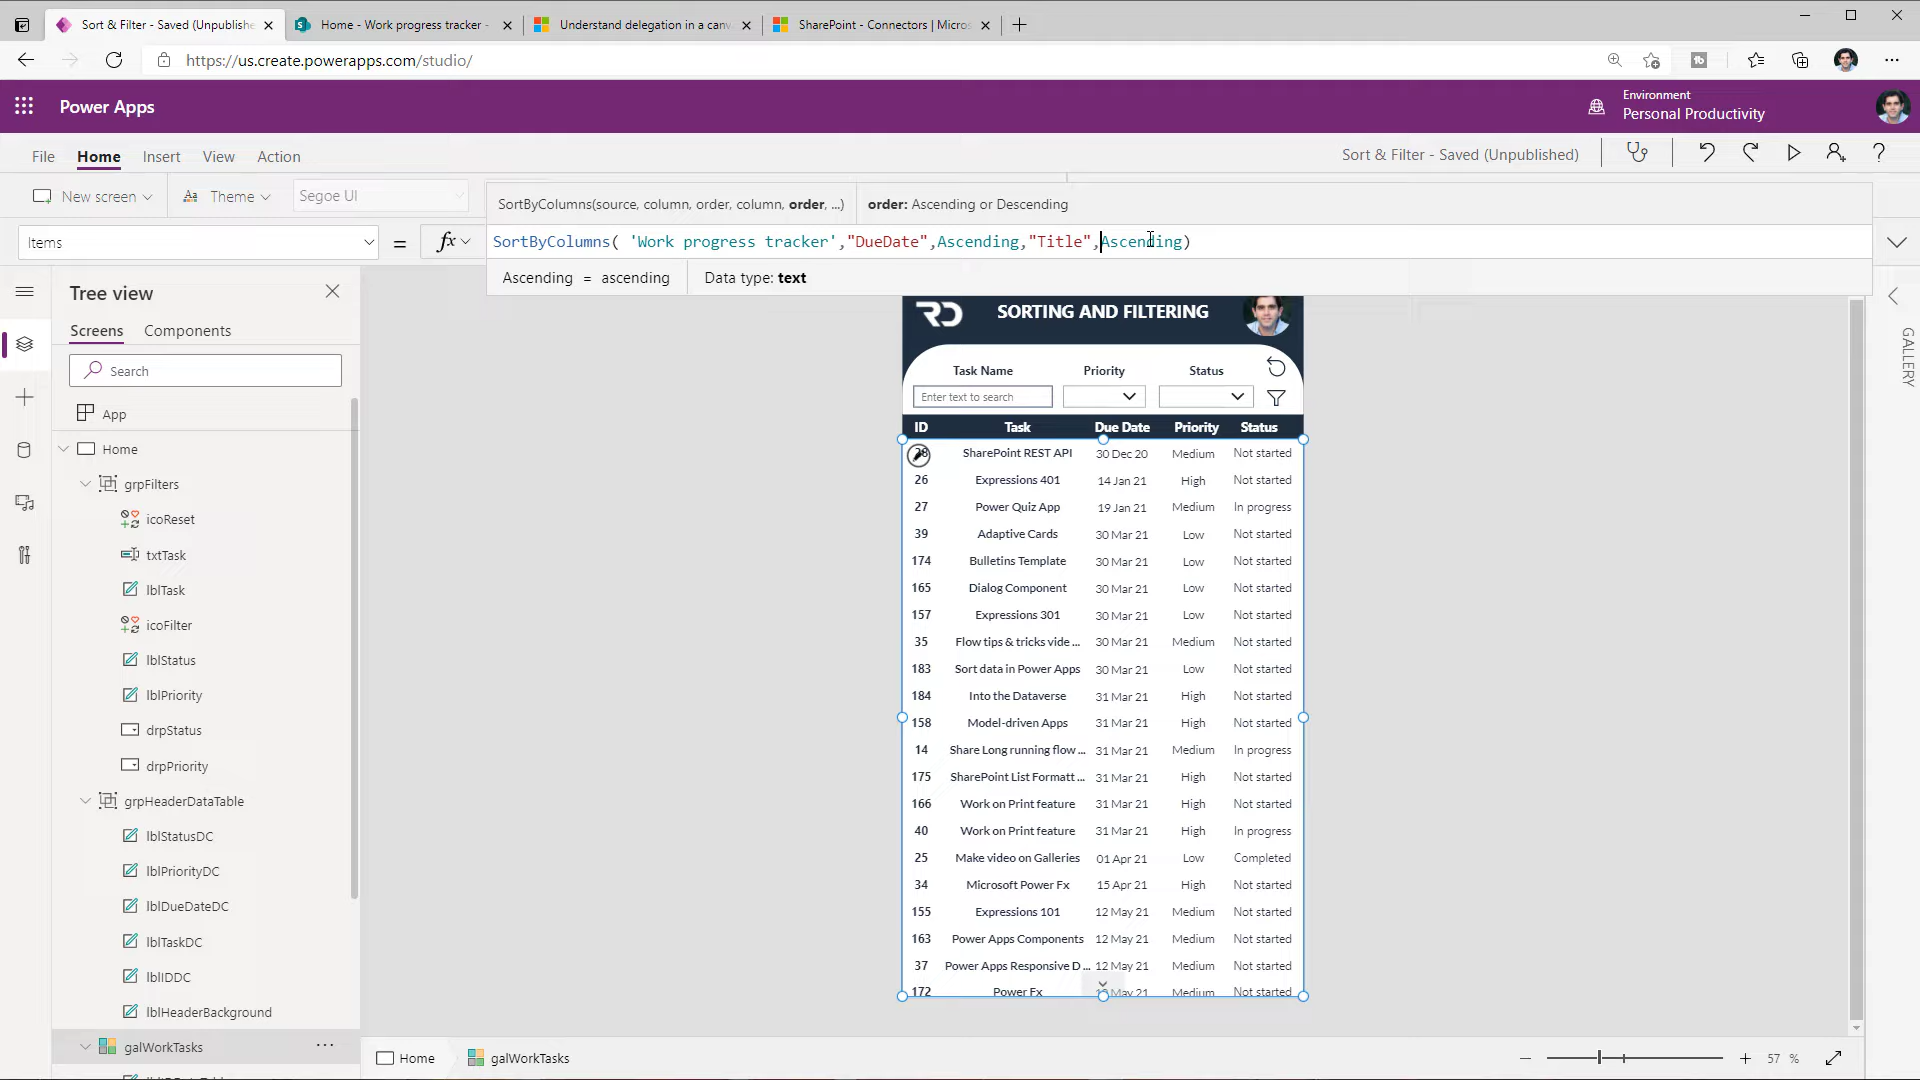 Sort & Filter - Saved (Unpublishe
Home - Work progress tracker -
Understand delegation in a canv
SharePoint - Connectors | Micros
https://us.create.powerapps.com/studio/
Power Apps
Environment
Personal Productivity
File Home Insert View Action
Sort & Filter - Saved (Unpublished)
New screen Theme Segoe UI
SortByColumns(source, column, order, column, order, ...) order: Ascending or Descending
Items = fx SortByColumns( 'Work progress tracker',"DueDate",Ascending,"Title",Ascending)
Ascending = ascending Data type: text
Tree view
Screens Components
Search
App
Home
grpFilters
icoReset
txtTask
lblTask
icoFilter
lblStatus
lblPriority
drpStatus
drpPriority
grpHeaderDataTable
lblStatusDC
lblPriorityDC
lblDueDateDC
lblTaskDC
lblIDDC
lblHeaderBackground
galWorkTasks
RD SORTING AND FILTERING
Task Name Priority Status
Enter text to search
ID Task Due Date Priority Status
SharePoint REST API 30 Dec 20 Medium Not started
26 Expressions 401 14 Jan 21 High Not started
27 Power Quiz App 19 Jan 21 Medium In progress
39 Adaptive Cards 30 Mar 21 Low Not started
174 Bulletins Template 30 Mar 21 Low Not started
165 Dialog Component 30 Mar 21 Low Not started
157 Expressions 301 30 Mar 21 Low Not started
35 Flow tips & tricks vide ... 30 Mar 21 Medium Not started
183 Sort data in Power Apps 30 Mar 21 Low Not started
184 Into the Dataverse 31 Mar 21 High Not started
158 Model-driven Apps 31 Mar 21 High Not started
14 Share Long running flow ... 31 Mar 21 Medium In progress
175 SharePoint List Formatt ... 31 Mar 21 High Not started
166 Work on Print feature 31 Mar 21 High Not started
40 Work on Print feature 31 Mar 21 High In progress
25 Make video on Galleries 01 Apr 21 Low Completed
34 Microsoft Power Fx 15 Apr 21 High Not started
155 Expressions 101 12 May 21 Medium Not started
163 Power Apps Components 12 May 21 Medium Not started
37 Power Apps Responsive D ... 12 May 21 Medium Not started
172 Power Fx May 21 Medium Not started
GALLERY
Home galWorkTasks
57 %